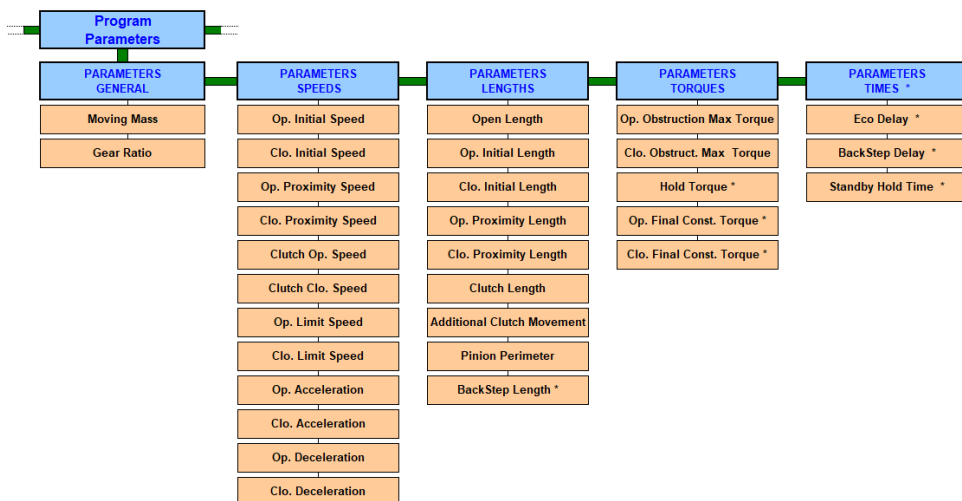 Program
Parameters
PARAMETERS
GENERAL
Moving Mass
Gear Ratio
PARAMETERS
SPEEDS
Op. Initial Speed
Clo. Initial Speed
Op. Proximity Speed
Clo. Proximity Speed
Clutch Op. Speed
Clutch Clo. Speed
Op. Limit Speed
Clo. Limit Speed
Op. Acceleration
Clo. Acceleration
Op. Deceleration
Clo. Deceleration
PARAMETERS
LENGTHS
Open Length
Op. Initial Length
Clo. Initial Length
Op. Proximity Length
Clo. Proximity Length
Clutch Length
Additional Clutch Movement
Pinion Perimeter
BackStep Length *
PARAMETERS
TORQUES
Op. Obstruction Max Torque
Clo. Obstruct. Max Torque
Hold Torque *
Op. Final Const. Torque *
Clo. Final Const. Torque *
PARAMETERS
TIMES *
Eco Delay *
BackStep Delay *
Standby Hold Time *